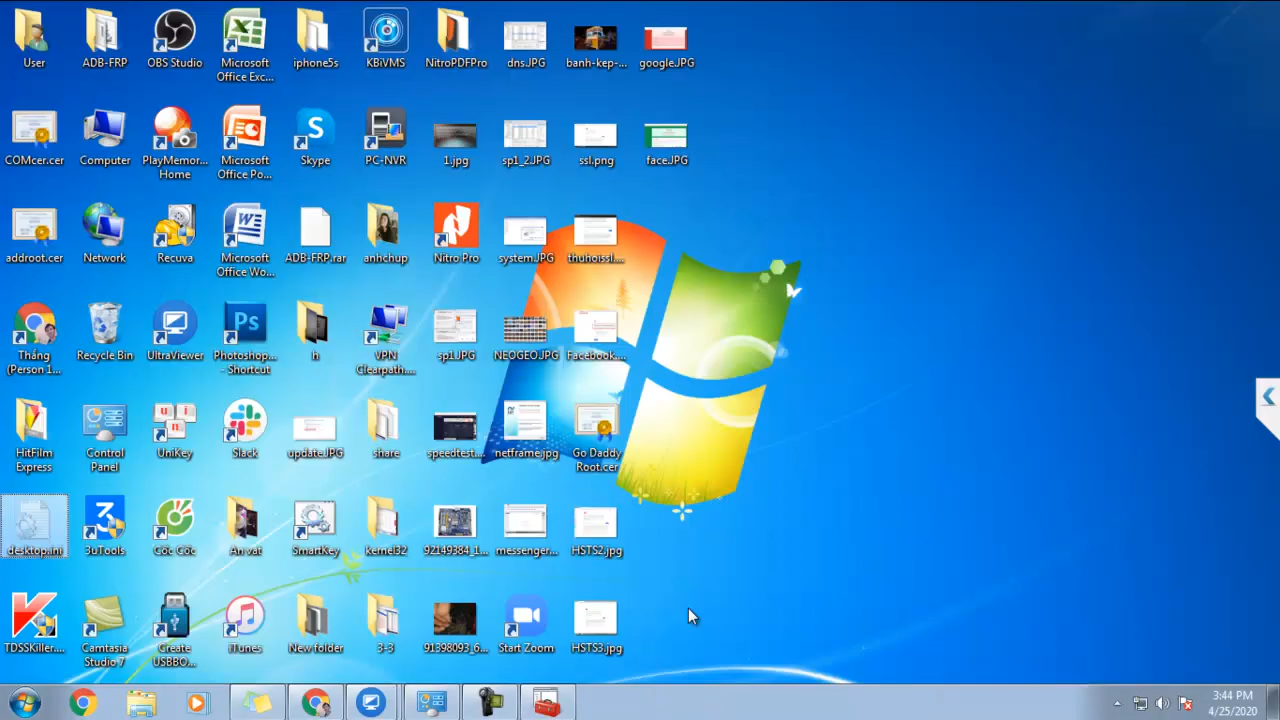 User
ADB-FRP
OBS Studio
Microsoft
Office Exc...
iphone5s
KBiVMS
NitroPDFPro
dns.JPG
banh-kep-...
google.JPG
COMcer.cer
Computer
PlayMemor...
Home
Microsoft
Office Po...
Skype
PC-NVR
1.jpg
sp1_2.JPG
ssl.png
face.JPG
addroot.cer
Network
Recuva
Microsoft
Office Wo...
ADB-FRP.rar
anhchup
Nitro Pro
system.JPG
thuhoissl....
Thắng
(Person 1...
Recycle Bin
UltraViewer
Photoshop...
- Shortcut
h
VPN
Clearpath....
sp1.JPG
NEOGEO.JPG
Facebook....
HitFilm
Express
Control
Panel
UniKey
Slack
update.JPG
share
speedtest....
netframe.jpg
Go Daddy
Root.cer
desktop.ini
3uTools
Cốc Cốc
An vat
SmartKey
kernel32
92149384_1...
messenger...
HSTS2.jpg
TDSSKiller....
Camtasia
Studio 7
Create
USBBO...
iTunes
New folder
3-3
91398093_6...
Start Zoom
HSTS3.jpg
3:44 PM
4/25/2020